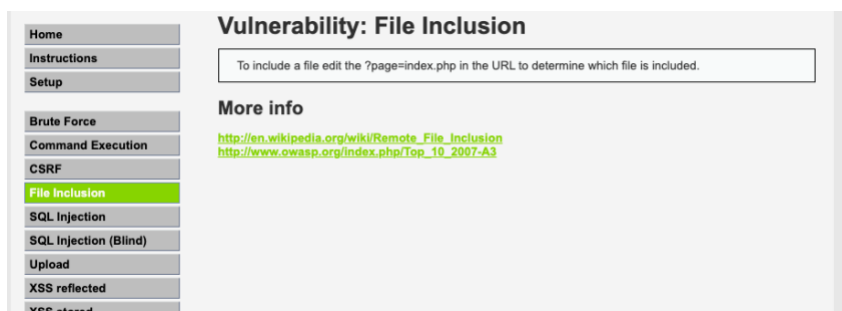 Home
Instructions
Setup
Brute Force
Command Execution
CSRF
File Inclusion
SQL Injection
SQL Injection (Blind)
Upload
XSS reflected
XSS stored
Vulnerability: File Inclusion
To include a file edit the ?page=index.php in the URL to determine which file is included.
More info
http://en.wikipedia.org/wiki/Remote_File_Inclusion
http://www.owasp.org/index.php/Top_10_2007-A3